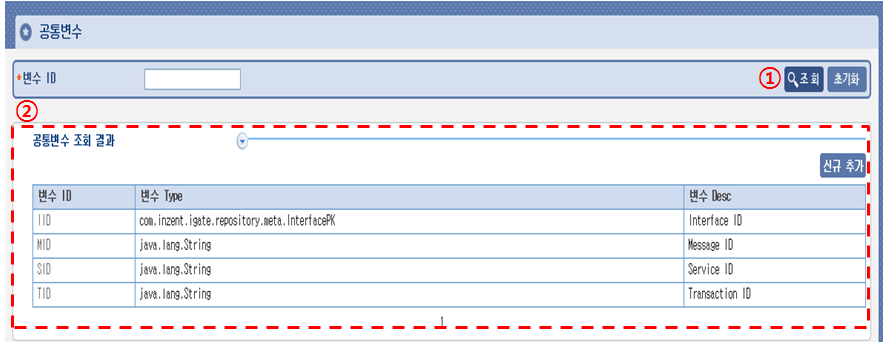 공통변수
*변수 ID
① 조회 초기화
②
공통변수 조회 결과
신규 추가
변수 ID 변수 Type 변수 Desc
IID com.inzent.igate.repository.meta.InterfacePK Interface ID
MID java.lang.String Message ID
SID java.lang.String Service ID
TID java.lang.String Transaction ID
1